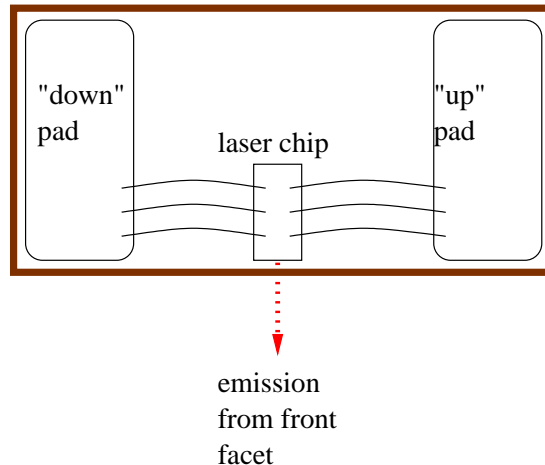 "down"
pad
"up"
pad
laser chip
emission
from front
facet